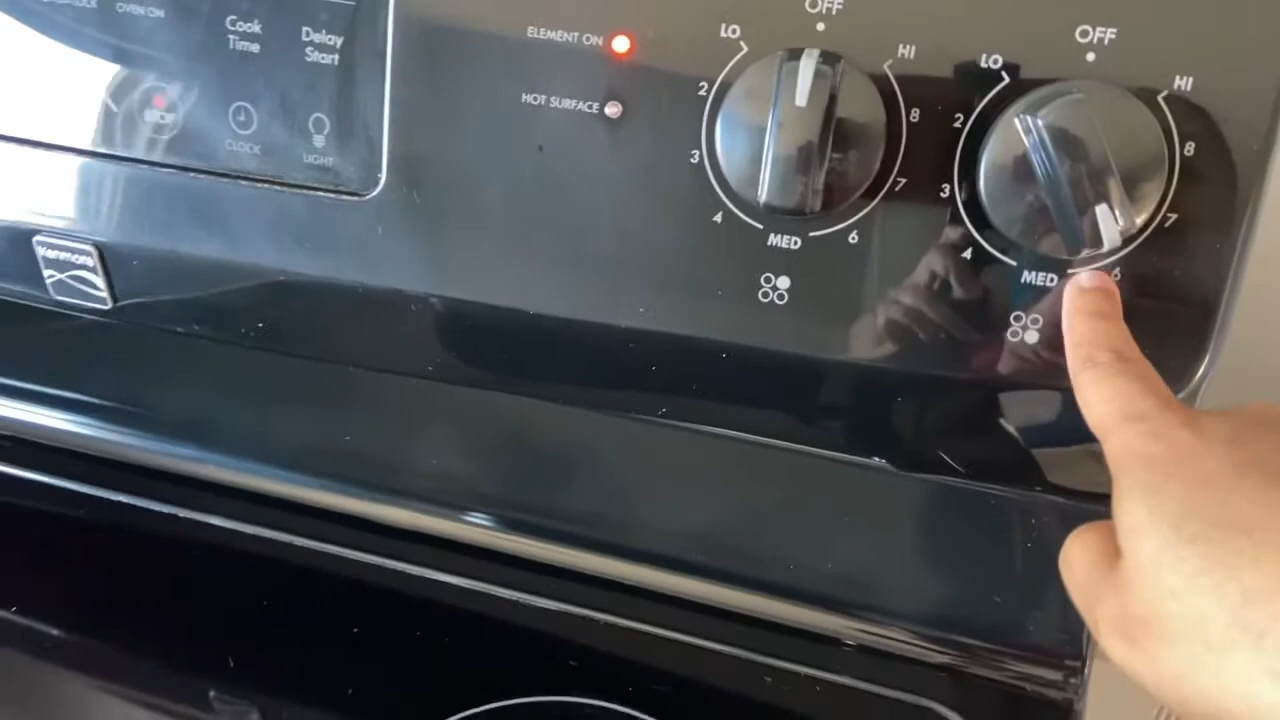 OVEN ON
Cook
Time
Delay
Start
CLOCK
LIGHT
Kenmore
ELEMENT ON
HOT SURFACE
OFF
LO
HI
2
8
3
7
4
MED
6
OFF
LO
HI
2
8
3
7
4
MED
6